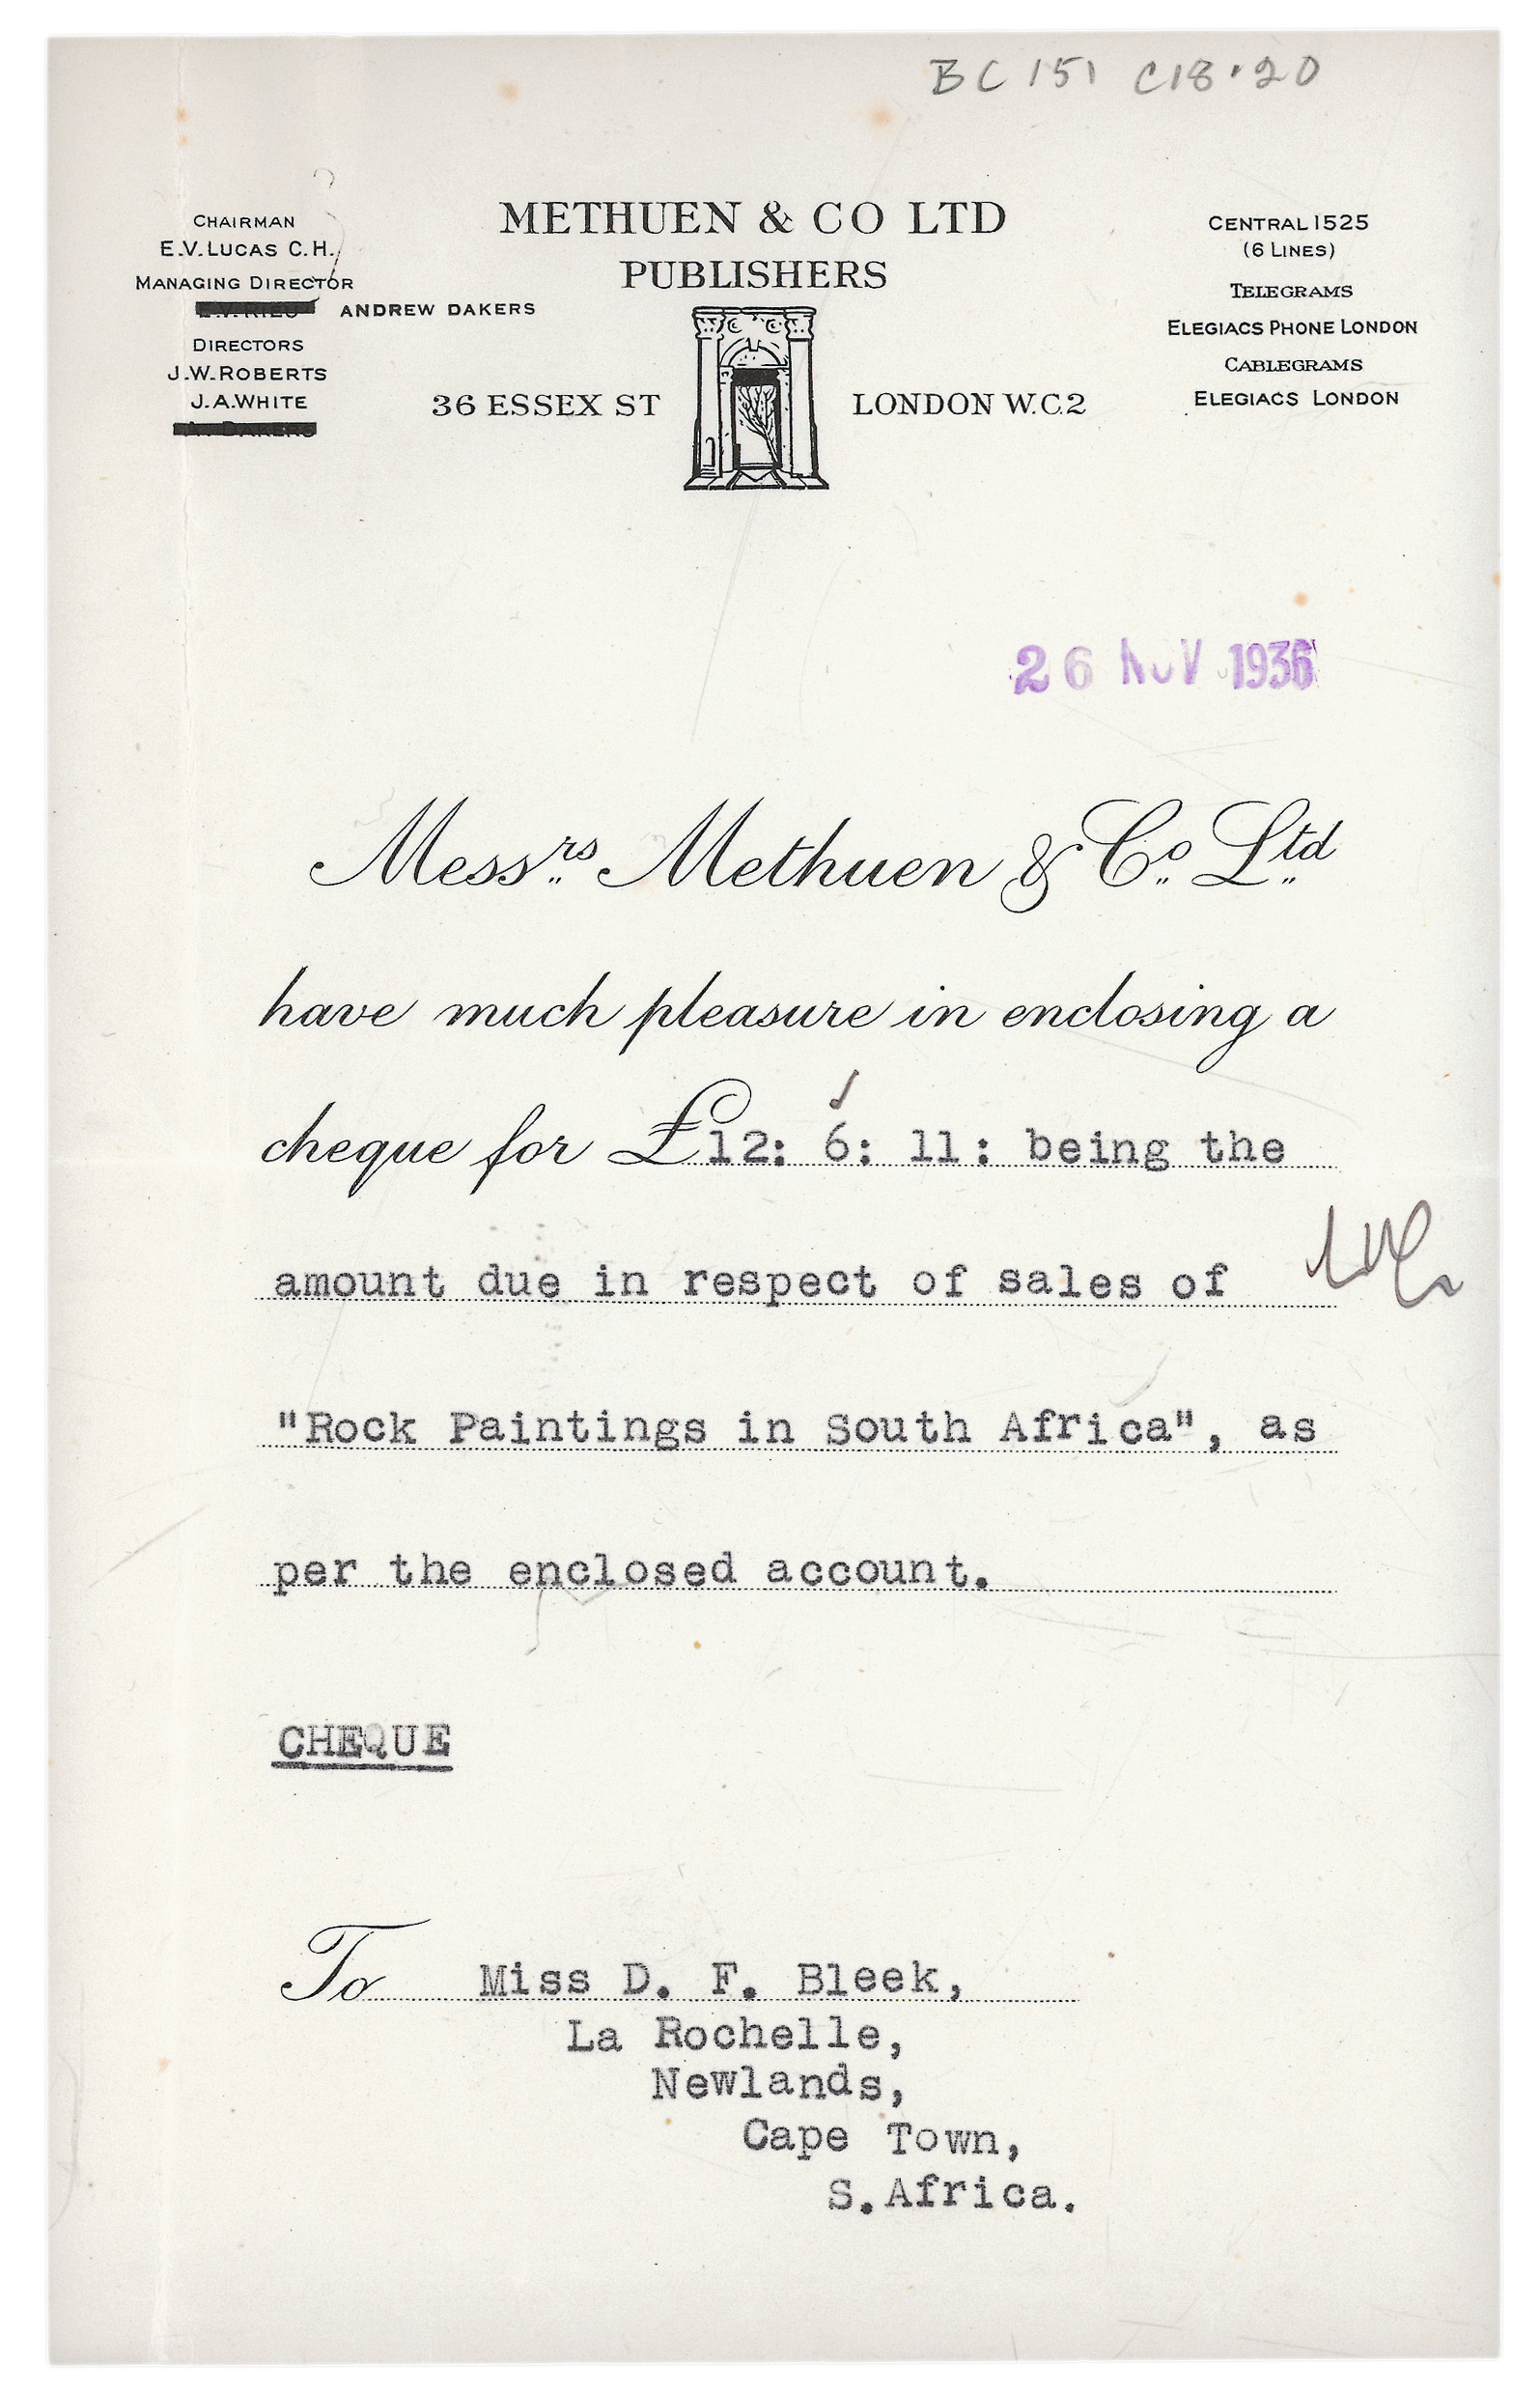 BC 151 C18.20
METHUEN & CO LTD
PUBLISHERS
36 ESSEX ST LONDON W.C.2
CHAIRMAN
E.V. LUCAS C.H.
MANAGING DIRECTOR
E.V. RIEU ANDREW DAKERS
DIRECTORS
J.W. ROBERTS
J.A. WHITE
A. DAKERS
CENTRAL 1525
(6 LINES)
TELEGRAMS
ELEGIACS PHONE LONDON
CABLEGRAMS
ELEGIACS LONDON
26 NOV 1936
Messrs Methuen & Co Ltd
have much pleasure in enclosing a
cheque for £12: 6: 11: being the
amount due in respect of sales of
"Rock Paintings in South Africa", as
per the enclosed account.
CHEQUE
To Miss D. F. Bleek,
La Rochelle,
Newlands,
Cape Town,
S.Africa.